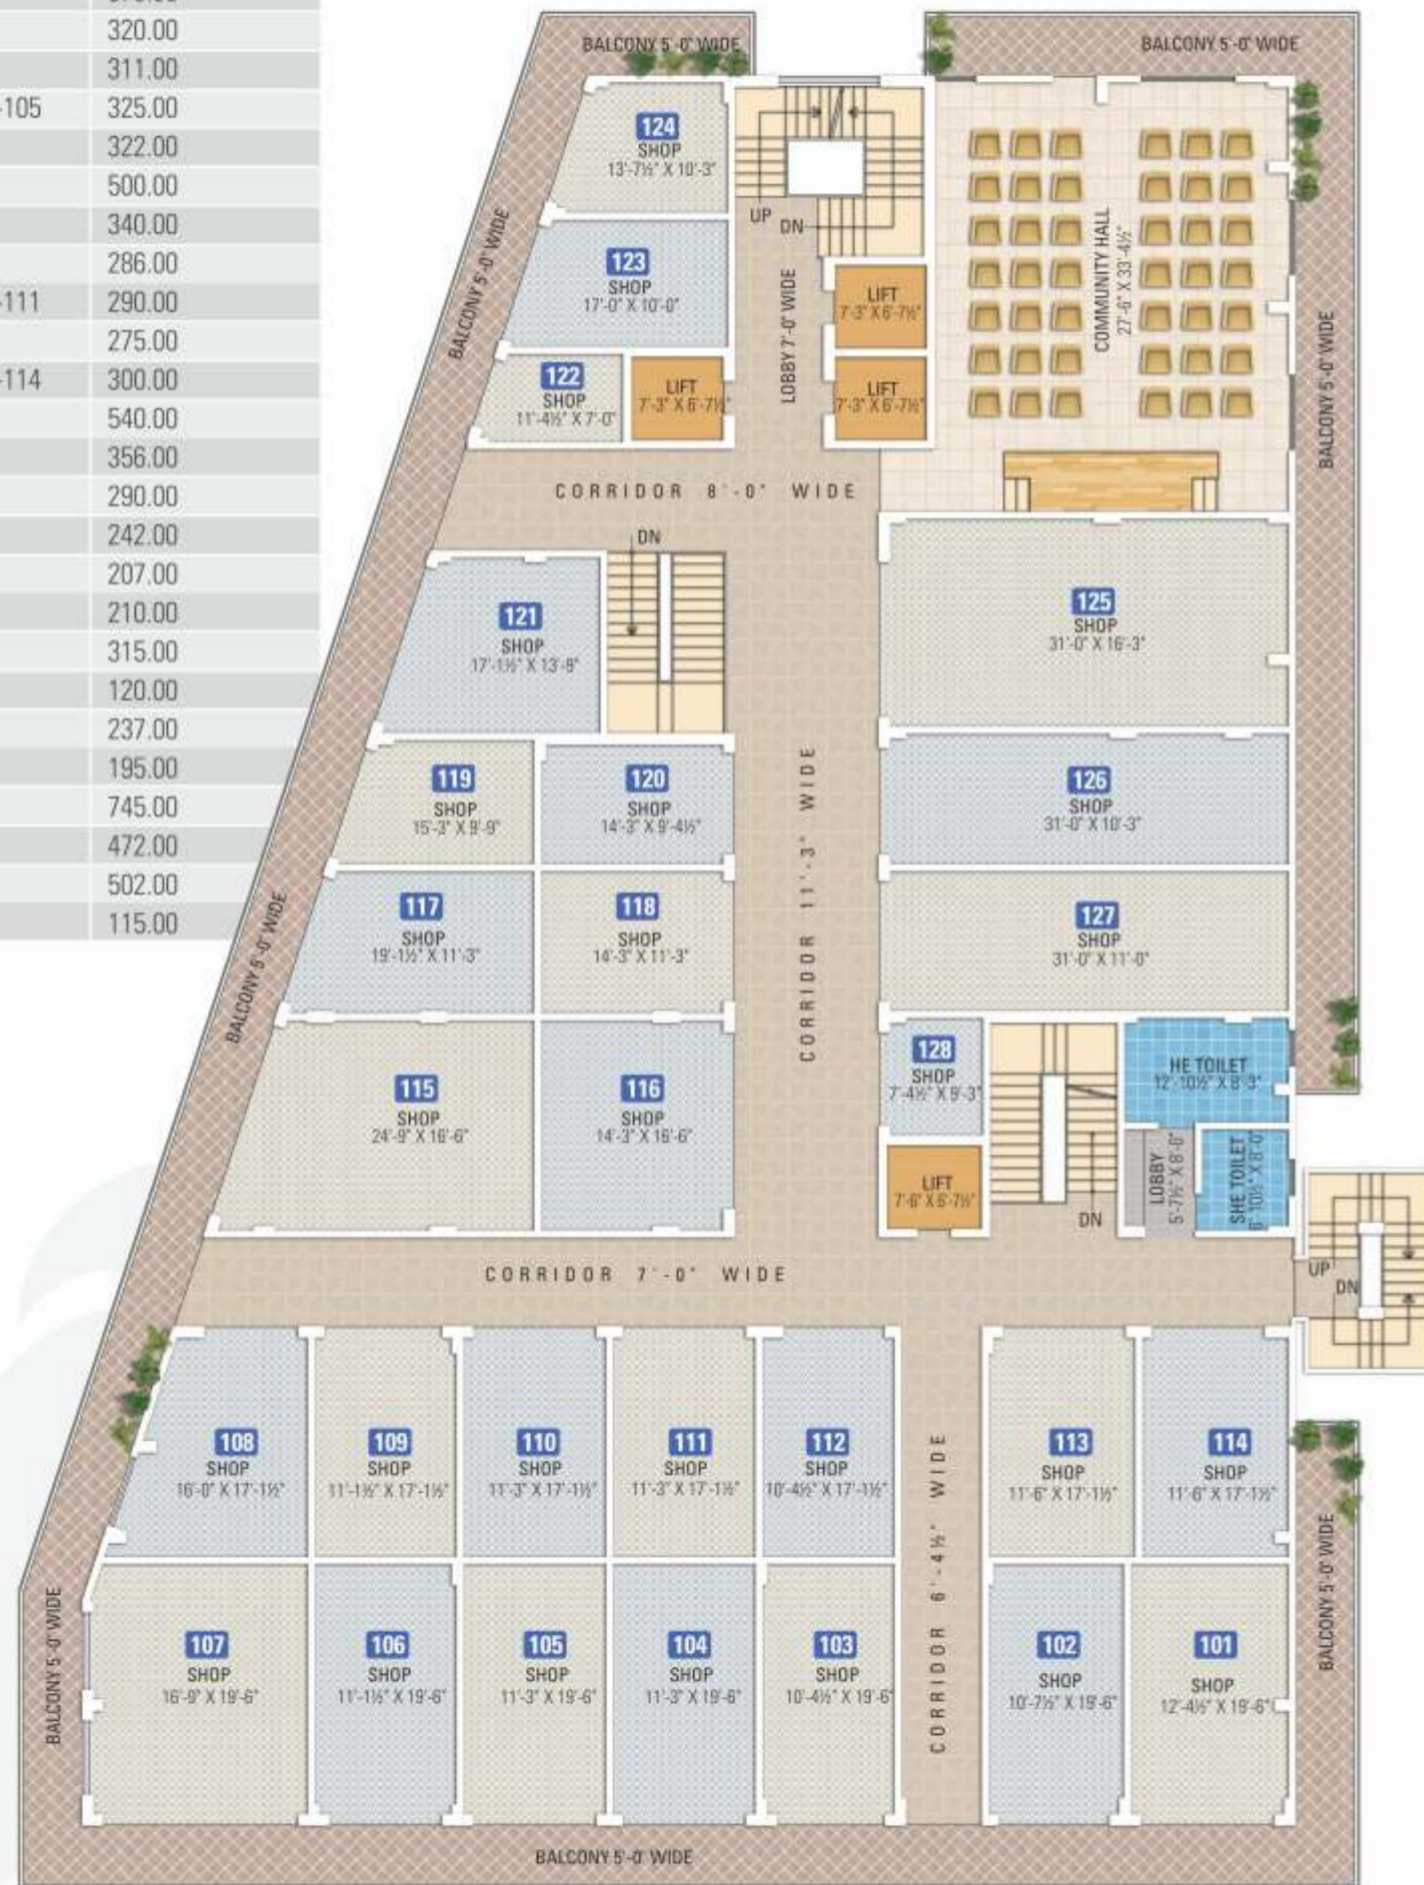 320.00
311.00
-105 325.00
322.00
500.00
340.00
286.00
-111 290.00
275.00
-114 300.00
540.00
356.00
290.00
242.00
207.00
210.00
315.00
120.00
237.00
195.00
745.00
472.00
502.00
115.00
BALCONY 5'-0" WIDE
BALCONY 5'-0" WIDE
124
SHOP
13'-7½" X 10'-3"
UP
DN
BALCONY 5'-0" WIDE
123
SHOP
17'-0" X 10'-0"
LOBBY 7'-0" WIDE
LIFT
7'-3" X 6'-7½"
COMMUNITY HALL
27'-6" X 33'-4½"
122
SHOP
11'-4½" X 7'-0"
LIFT
7'-3" X 6'-7½"
LIFT
7'-3" X 6'-7½"
BALCONY 5'-0" WIDE
CORRIDOR 8'-0" WIDE
DN
121
SHOP
17'-1½" X 13'-9"
125
SHOP
31'-0" X 16'-3"
119
SHOP
15'-3" X 9'-9"
120
SHOP
14'-3" X 9'-4½"
CORRIDOR 11'-3" WIDE
126
SHOP
31'-0" X 10'-3"
BALCONY 5'-0" WIDE
117
SHOP
19'-1½" X 11'-3"
118
SHOP
14'-3" X 11'-3"
127
SHOP
31'-0" X 11'-0"
115
SHOP
24'-9" X 16'-6"
116
SHOP
14'-3" X 16'-6"
128
SHOP
7'-4½" X 9'-3"
HE TOILET
12'-10½" X 8'-3"
LIFT
7'-6" X 6'-7½"
DN
LOBBY
5'-7½" X 8'-0"
SHE TOILET
6'-10½" X 8'-0"
CORRIDOR 7'-0" WIDE
UP
DN
108
SHOP
16'-0" X 17'-1½"
109
SHOP
11'-1½" X 17'-1½"
110
SHOP
11'-3" X 17'-1½"
111
SHOP
11'-3" X 17'-1½"
112
SHOP
10'-4½" X 17'-1½"
CORRIDOR 6'-4½" WIDE
113
SHOP
11'-6" X 17'-1½"
114
SHOP
11'-6" X 17'-1½"
BALCONY 5'-0" WIDE
BALCONY 5'-0" WIDE
107
SHOP
16'-9" X 19'-6"
106
SHOP
11'-1½" X 19'-6"
105
SHOP
11'-3" X 19'-6"
104
SHOP
11'-3" X 19'-6"
103
SHOP
10'-4½" X 19'-6"
102
SHOP
10'-7½" X 19'-6"
101
SHOP
12'-4½" X 19'-6"
BALCONY 5'-0" WIDE